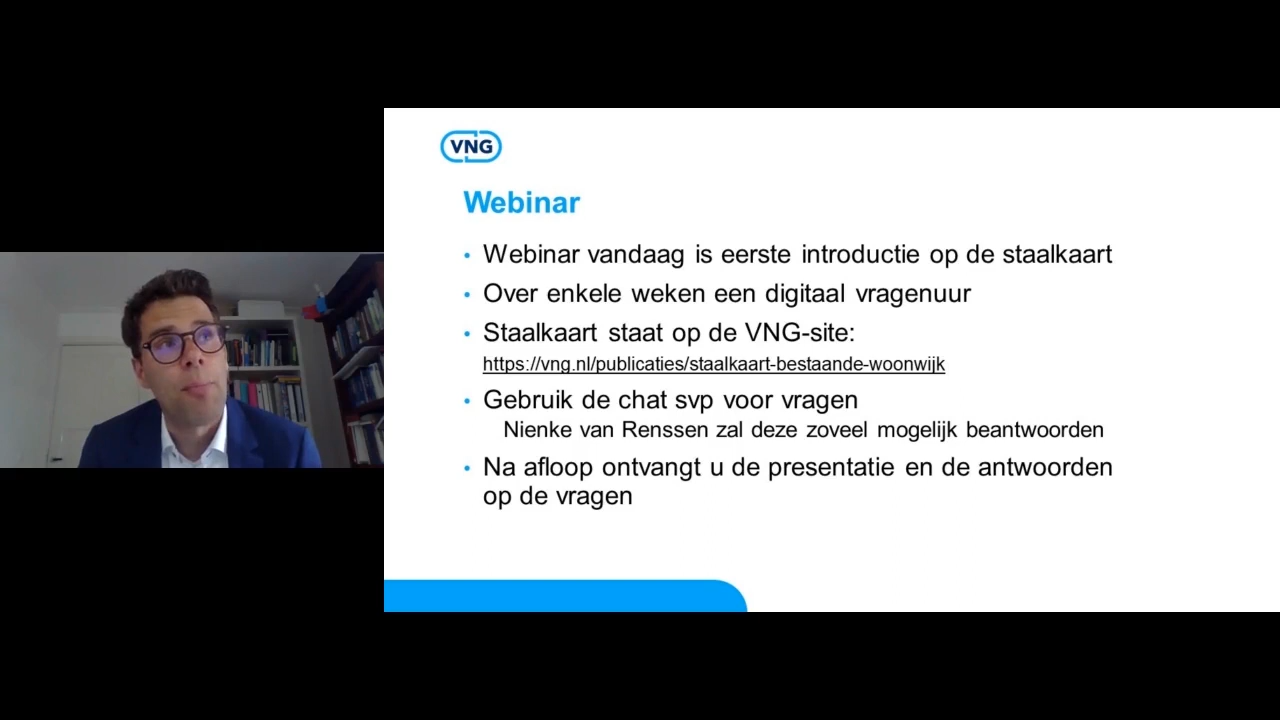 VNG
Webinar
• Webinar vandaag is eerste introductie op de staalkaart
• Over enkele weken een digitaal vragenuur
• Staalkaart staat op de VNG-site:
https://vng.nl/publicaties/staalkaart-bestaande-woonwijk
• Gebruik de chat svp voor vragen
Nienke van Renssen zal deze zoveel mogelijk beantwoorden
• Na afloop ontvangt u de presentatie en de antwoorden
op de vragen